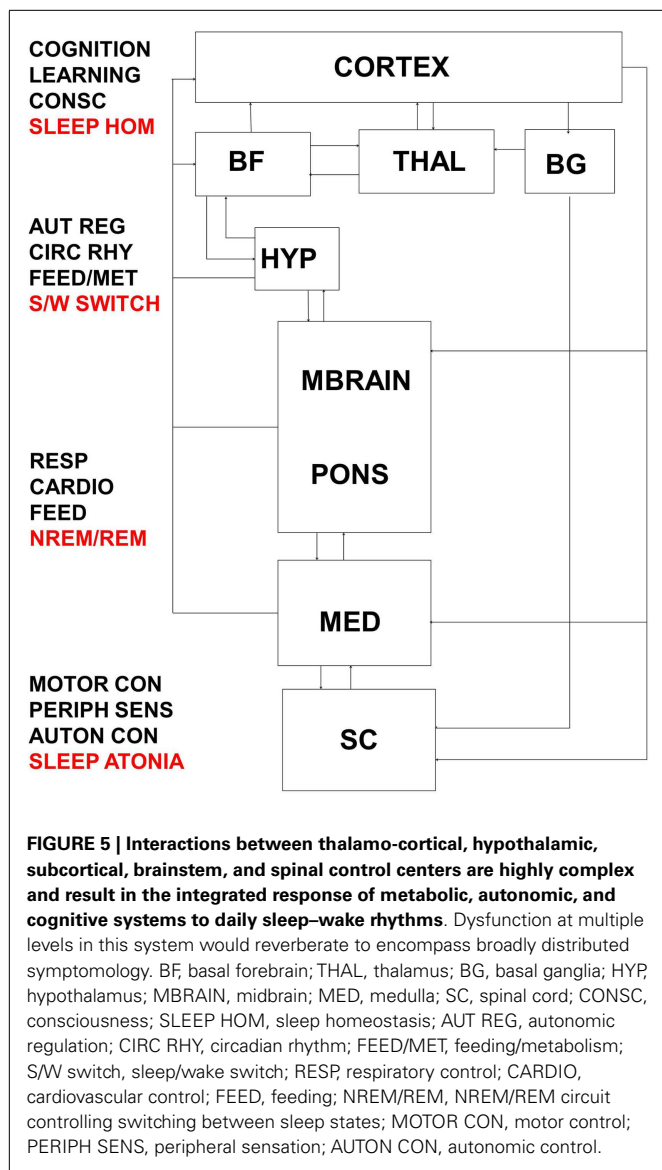 COGNITION
LEARNING
CONSC
SLEEP HOM
CORTEX
BF
THAL
BG
AUT REG
CIRC RHY
FEED/MET
S/W SWITCH
HYP
MBRAIN
RESP
CARDIO
FEED
NREM/REM
PONS
MED
MOTOR CON
PERIPH SENS
AUTON CON
SLEEP ATONIA
SC
FIGURE 5 | Interactions between thalamo-cortical, hypothalamic,
subcortical, brainstem, and spinal control centers are highly complex
and result in the integrated response of metabolic, autonomic, and
cognitive systems to daily sleep–wake rhythms. Dysfunction at multiple
levels in this system would reverberate to encompass broadly distributed
symptomology. BF, basal forebrain; THAL, thalamus; BG, basal ganglia; HYP,
hypothalamus; MBRAIN, midbrain; MED, medulla; SC, spinal cord; CONSC,
consciousness; SLEEP HOM, sleep homeostasis; AUT REG, autonomic
regulation; CIRC RHY, circadian rhythm; FEED/MET, feeding/metabolism;
S/W switch, sleep/wake switch; RESP, respiratory control; CARDIO,
cardiovascular control; FEED, feeding; NREM/REM, NREM/REM circuit
controlling switching between sleep states; MOTOR CON, motor control;
PERIPH SENS, peripheral sensation; AUTON CON, autonomic control.